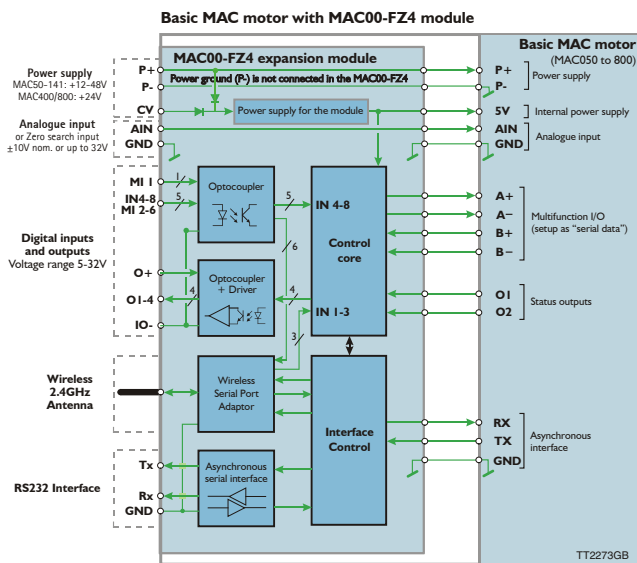 Basic MAC motor with MAC00-FZ4 module
MAC00-FZ4 expansion module
Basic MAC motor
(MAC050 to 800)
Power supply
MAC50-141: +12-48V
MAC400/800: +24V
P+
Power ground (P-) is not connected in the MAC00-FZ4
P-
CV
Power supply for the module
P+
P-
Power supply
5V
Internal power supply
Analogue input
or Zero search input
±10V nom. or up to 32V
AIN
GND
AIN
GND
Analogue input
Digital inputs
and outputs
Voltage range 5-32V
MI 1
IN4-8
MI 2-6
O+
O1-4
IO-
1
5
Optocoupler
5
6
4
Optocoupler
+ Driver
4
3
IN 4-8
Control
core
IN 1-3
A+
A−
B+
B−
Multifunction I/O
(setup as "serial data")
O1
O2
Status outputs
Wireless
2.4GHz
Antenna
Wireless
Serial Port
Adaptor
Interface
Control
RX
TX
GND
Asynchronous
interface
RS232 Interface
Tx
Rx
GND
Asynchronous
serial interface
TT2273GB